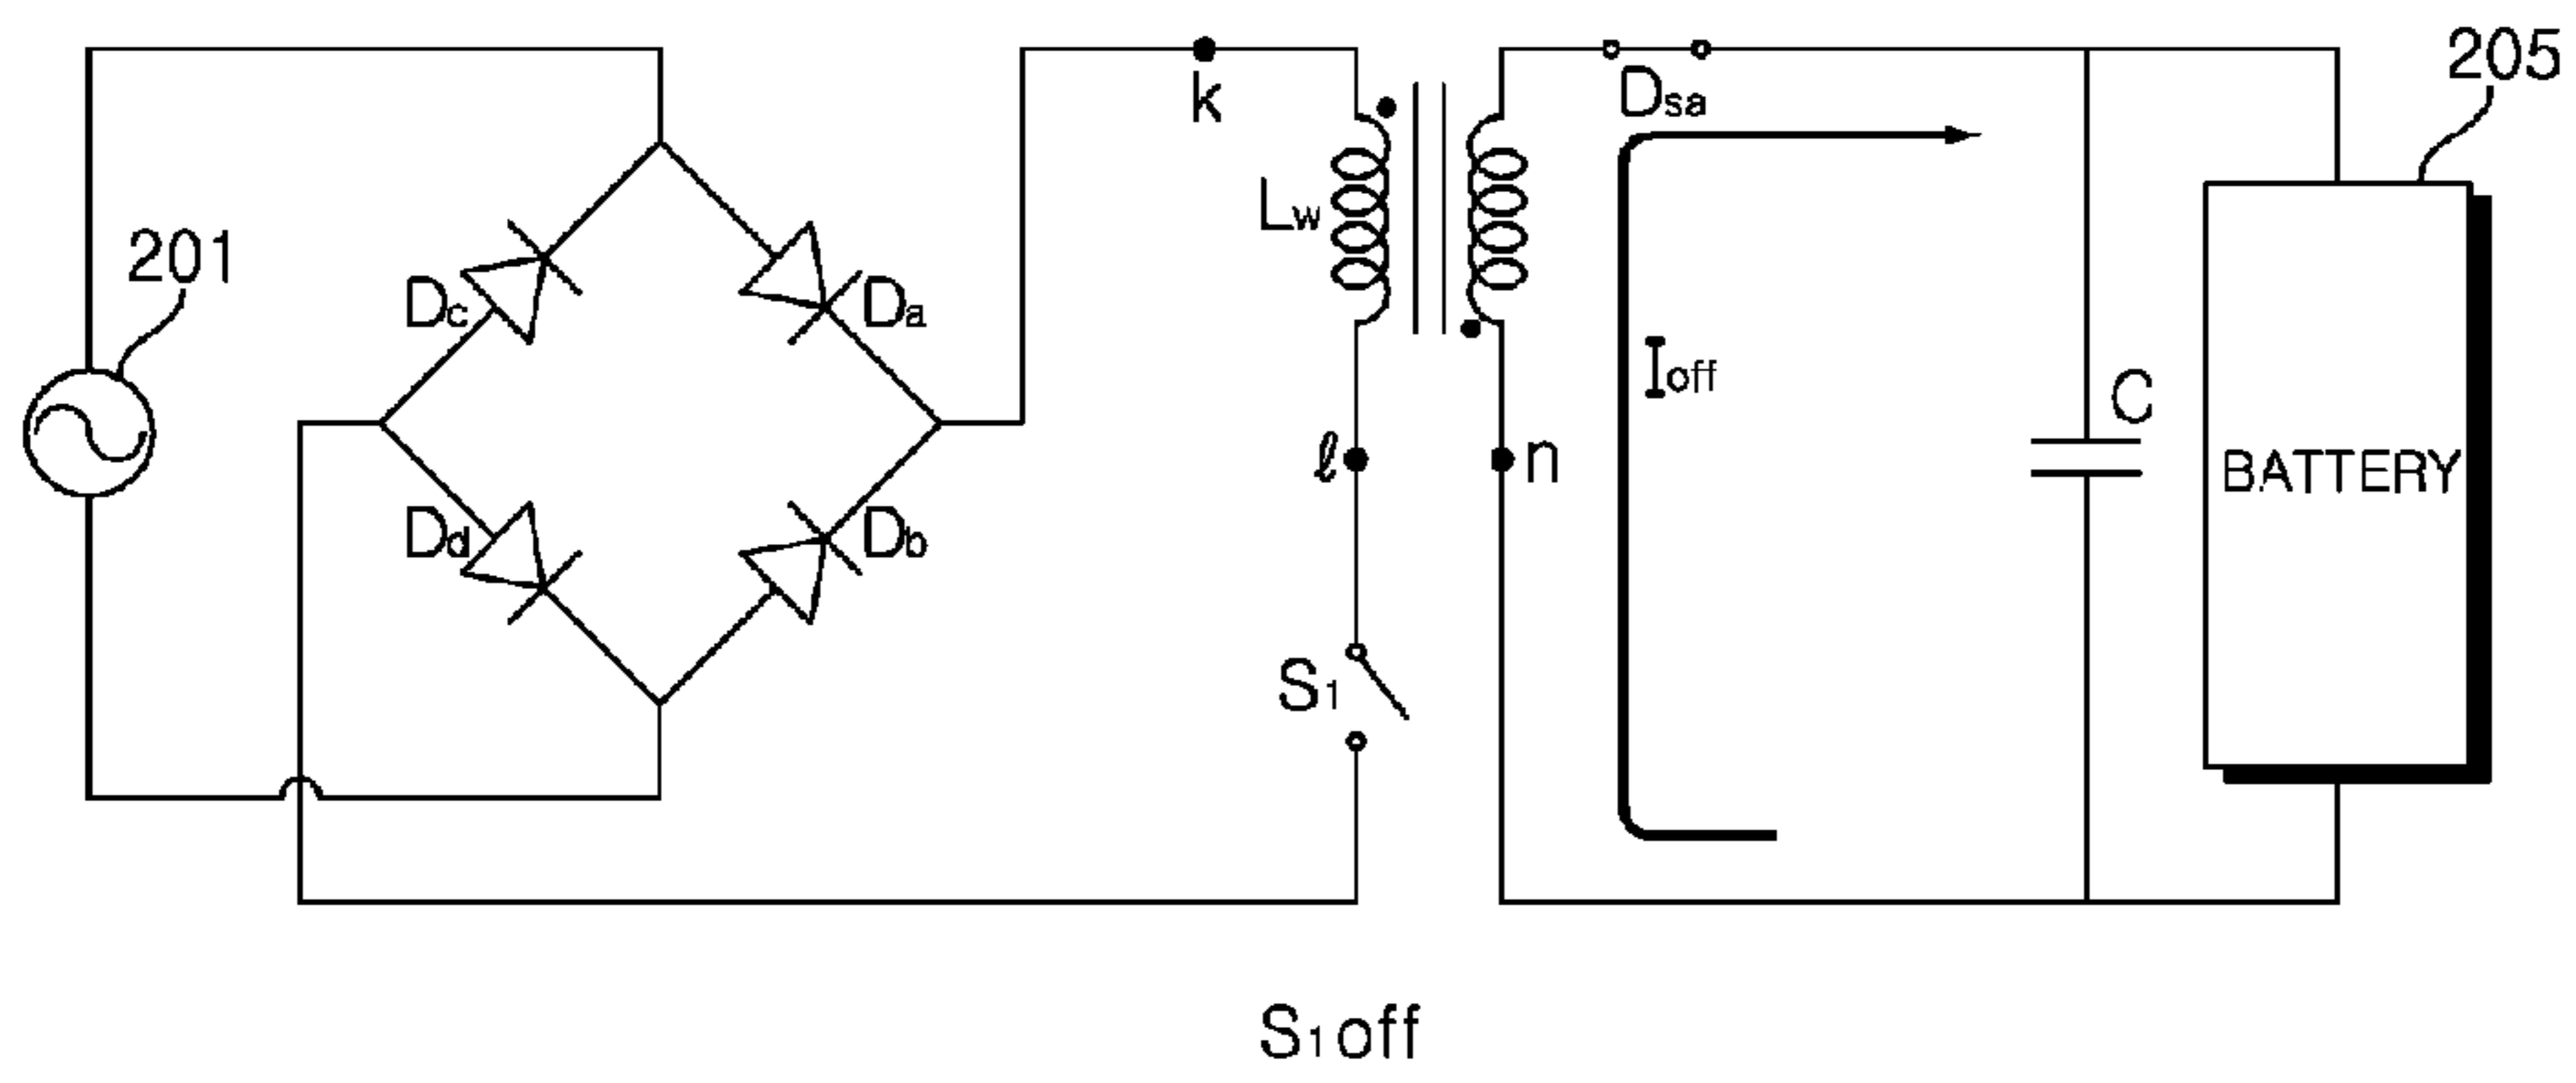 205
k
Dsa
201
Lw
Dc
Da
Ioff
C
ℓ
n
BATTERY
Dd
Db
S1
S1 off